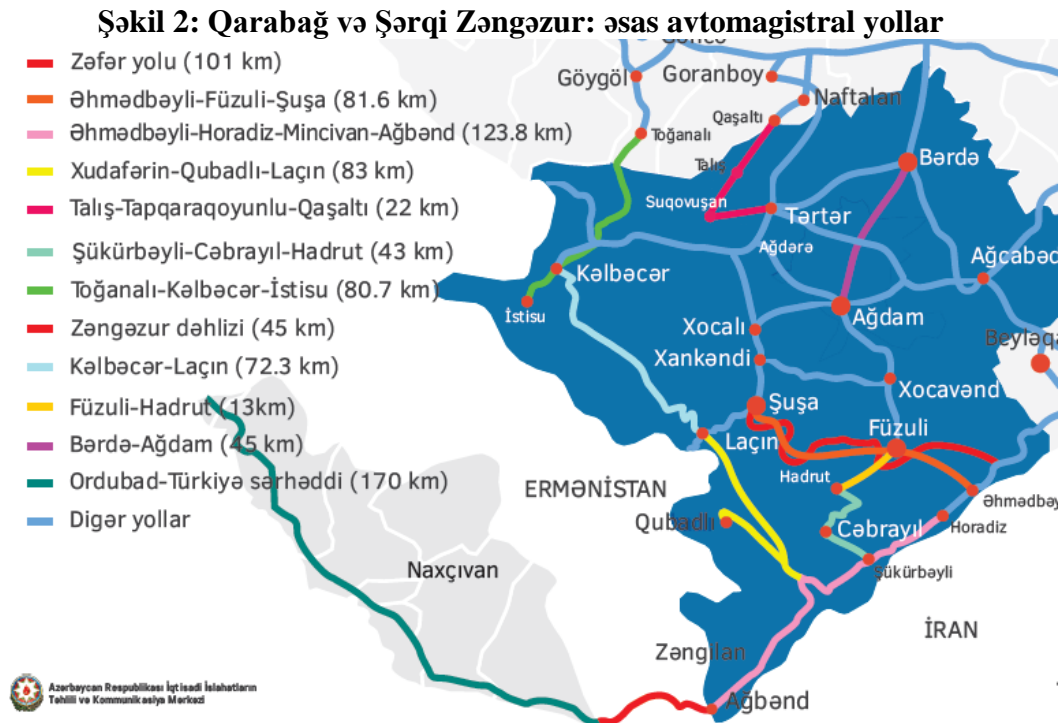 Şəkil 2: Qarabağ və Şərqi Zəngəzur: əsas avtomagistral yollar
Zəfər yolu (101 km)
Əhmədbəyli-Füzuli-Şuşa (81.6 km)
Əhmədbəyli-Horadiz-Mincivan-Ağbənd (123.8 km)
Xudafərin-Qubadlı-Laçın (83 km)
Talış-Tapqaraqoyunlu-Qaşaltı (22 km)
Şükürbəyli-Cəbrayıl-Hadrut (43 km)
Toğanalı-Kəlbəcər-İstisu (80.7 km)
Zəngəzur dəhlizi (45 km)
Kəlbəcər-Laçın (72.3 km)
Füzuli-Hadrut (13km)
Bərdə-Ağdam (45 km)
Ordubad-Türkiyə sərhəddi (170 km)
Digər yollar
Göygöl
Goranboy
Naftalan
Qaşaltı
Toğanalı
Talış
Bərdə
Suqovuşan
Tərtər
Ağdərə
Ağcabəd
Kəlbəcər
İstisu
Ağdam
Xocalı
Beyləqa
Xankəndi
Xocavənd
Şuşa
Füzuli
Laçın
Hadrut
ERMƏNİSTAN
Əhmədbəy
Qubadlı
Horadiz
Cəbrayıl
Şükürbəyli
Naxçıvan
İRAN
Zəngilan
Ağbənd
Azərbaycan Respublikası İqtisadi İslahatların
Təhlili və Kommunikasiya Mərkəzi